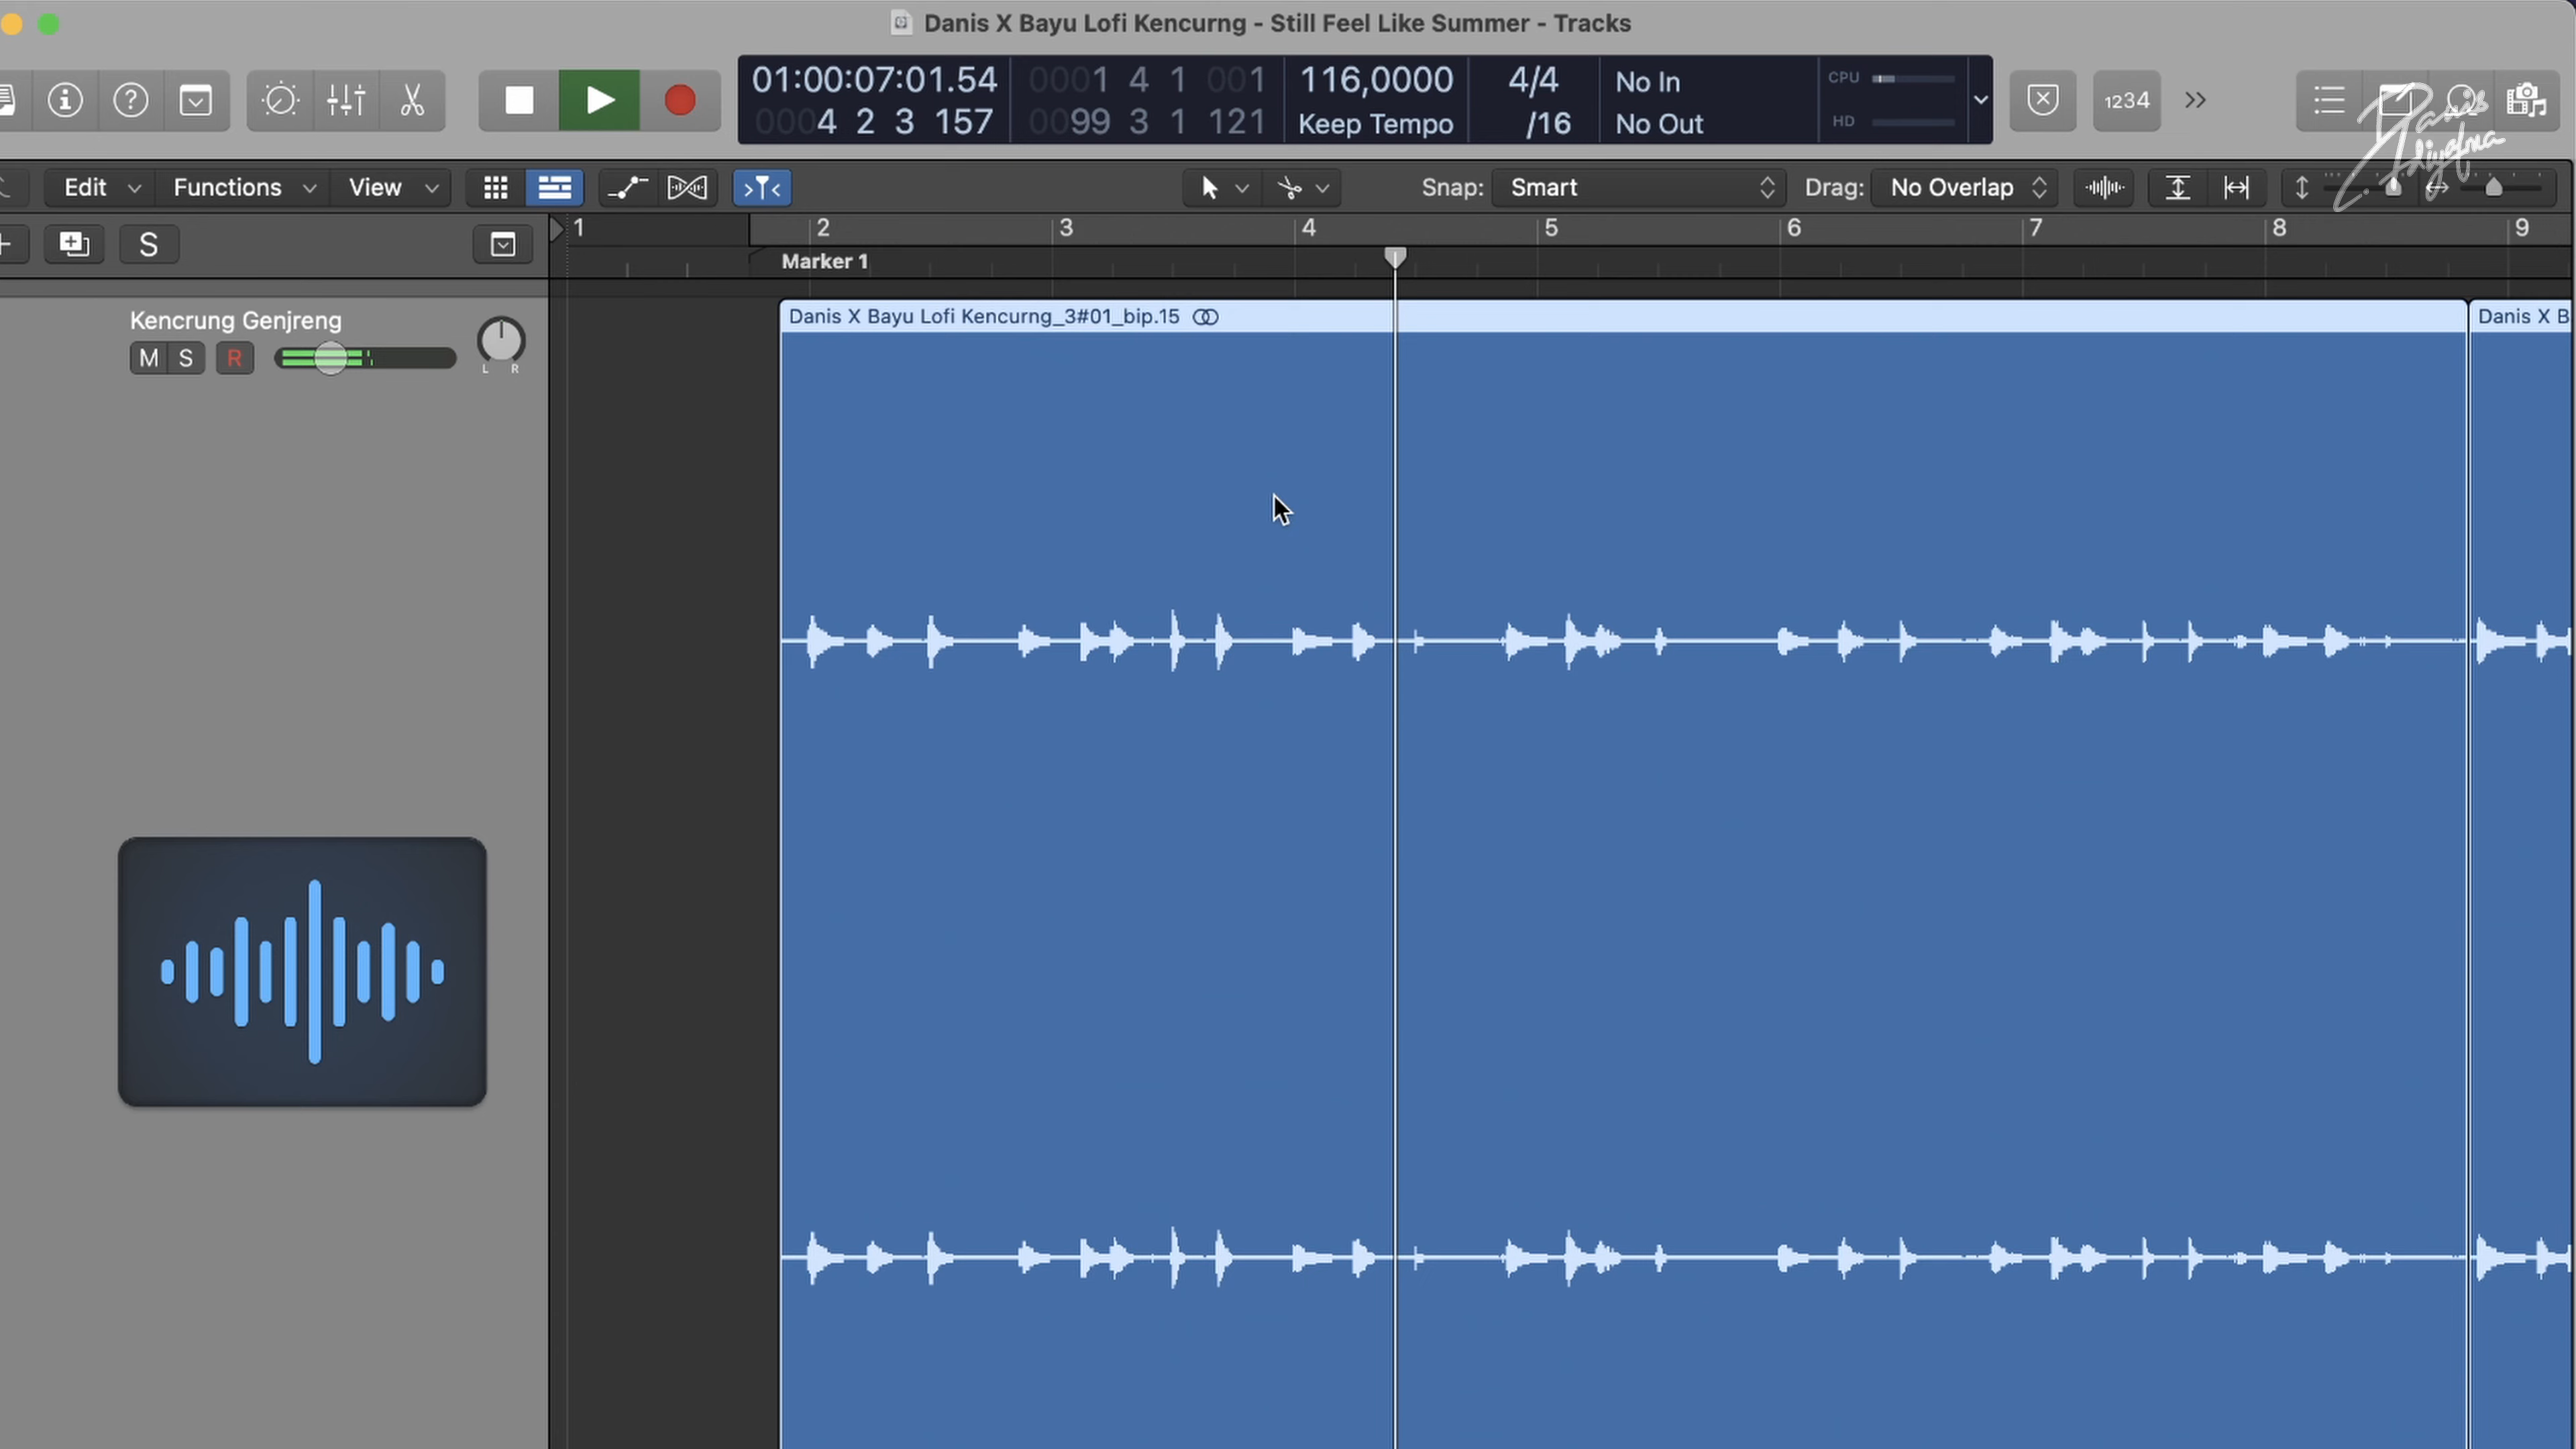 Danis X Bayu Lofi Kencurng - Still Feel Like Summer - Tracks
01:00:07:01.54
0004 2 3 157
0001 4 1 001
0099 3 1 121
116,0000
Keep Tempo
4/4
/16
No In
No Out
CPU
HD
1234
Edit
Functions
View
Snap: Smart
Drag: No Overlap
S
1 2 3 4 5 6 7 8 9
Marker 1
Kencrung Genjreng
M S R
L R
Danis X Bayu Lofi Kencurng_3#01_bip.15
Danis X B
Danis